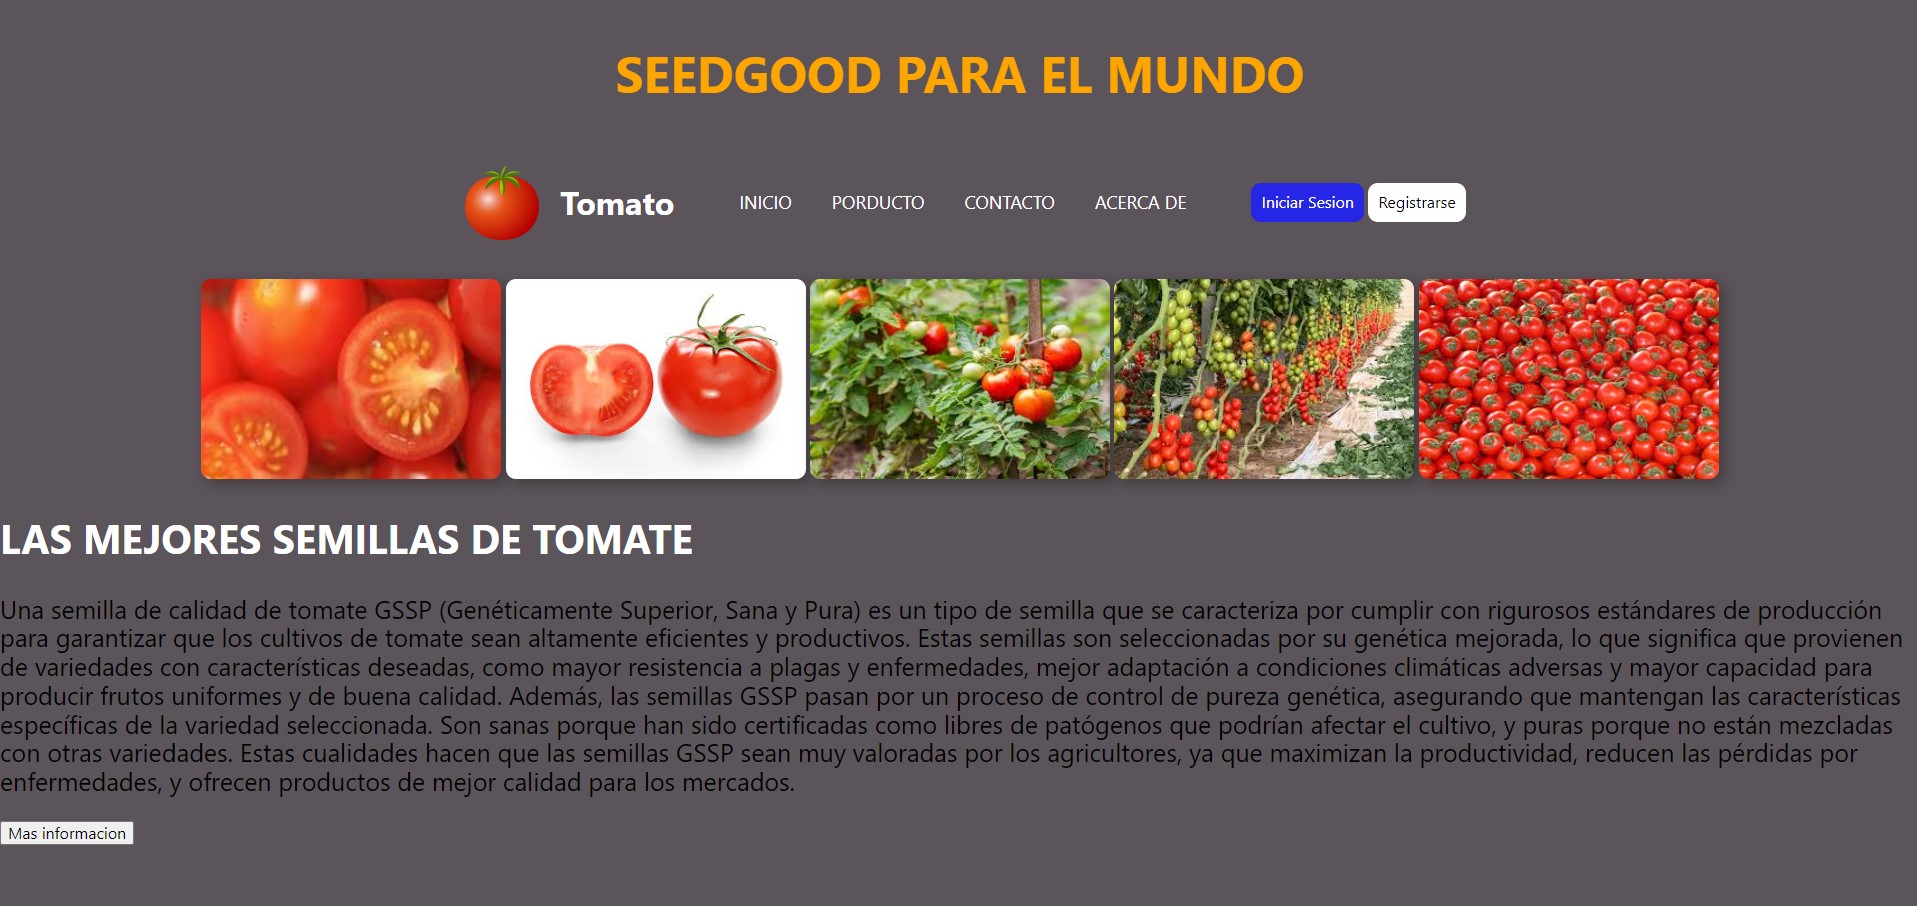 SEEDGOOD PARA EL MUNDO
Tomato
INICIO
PORDUCTO
CONTACTO
ACERCA DE
Iniciar Sesion
Registrarse
LAS MEJORES SEMILLAS DE TOMATE
Una semilla de calidad de tomate GSSP (Genéticamente Superior, Sana y Pura) es un tipo de semilla que se caracteriza por cumplir con rigurosos estándares de producción
para garantizar que los cultivos de tomate sean altamente eficientes y productivos. Estas semillas son seleccionadas por su genética mejorada, lo que significa que provienen
de variedades con características deseadas, como mayor resistencia a plagas y enfermedades, mejor adaptación a condiciones climáticas adversas y mayor capacidad para
producir frutos uniformes y de buena calidad. Además, las semillas GSSP pasan por un proceso de control de pureza genética, asegurando que mantengan las características
específicas de la variedad seleccionada. Son sanas porque han sido certificadas como libres de patógenos que podrían afectar el cultivo, y puras porque no están mezcladas
con otras variedades. Estas cualidades hacen que las semillas GSSP sean muy valoradas por los agricultores, ya que maximizan la productividad, reducen las pérdidas por
enfermedades, y ofrecen productos de mejor calidad para los mercados.
Mas informacion